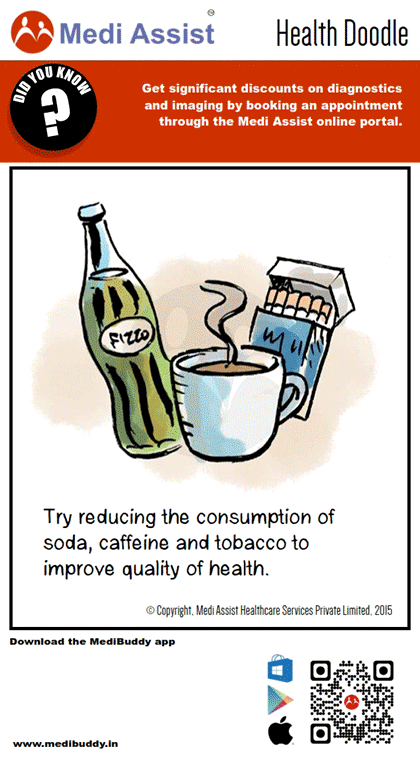 Medi Assist
TM
Health Doodle
DID YOU KNOW
?
Get significant discounts on diagnostics
and imaging by booking an appointment
through the Medi Assist online portal.
FIZZO
Try reducing the consumption of
soda, caffeine and tobacco to
improve quality of health.
© Copyright, Medi Assist Healthcare Services Private Limited, 2015
Download the MediBuddy app
www.medibuddy.in